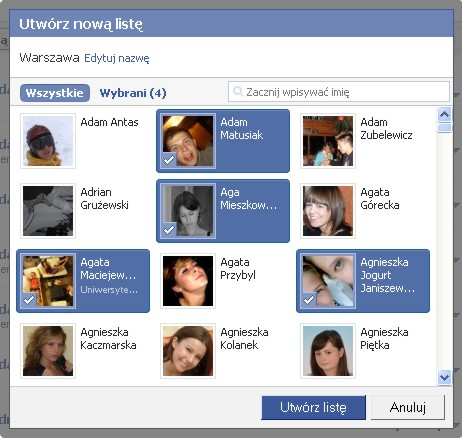 Utwórz nową listę
Warszawa Edytuj nazwę
Wszystkie Wybrani (4) Zacznij wpisywać imię
Adam Antas
Adam
Matusiak
Adam
Zubelewicz
Adrian
Grużewski
Aga
Mieszkow...
Agata
Górecka
Agata
Maciejew...
Uniwersyte...
Agata
Przybyl
Agnieszka
Jogurt
Janiszew...
Agnieszka
Kaczmarska
Agnieszka
Kolanek
Agnieszka
Piętka
Utwórz listę Anuluj